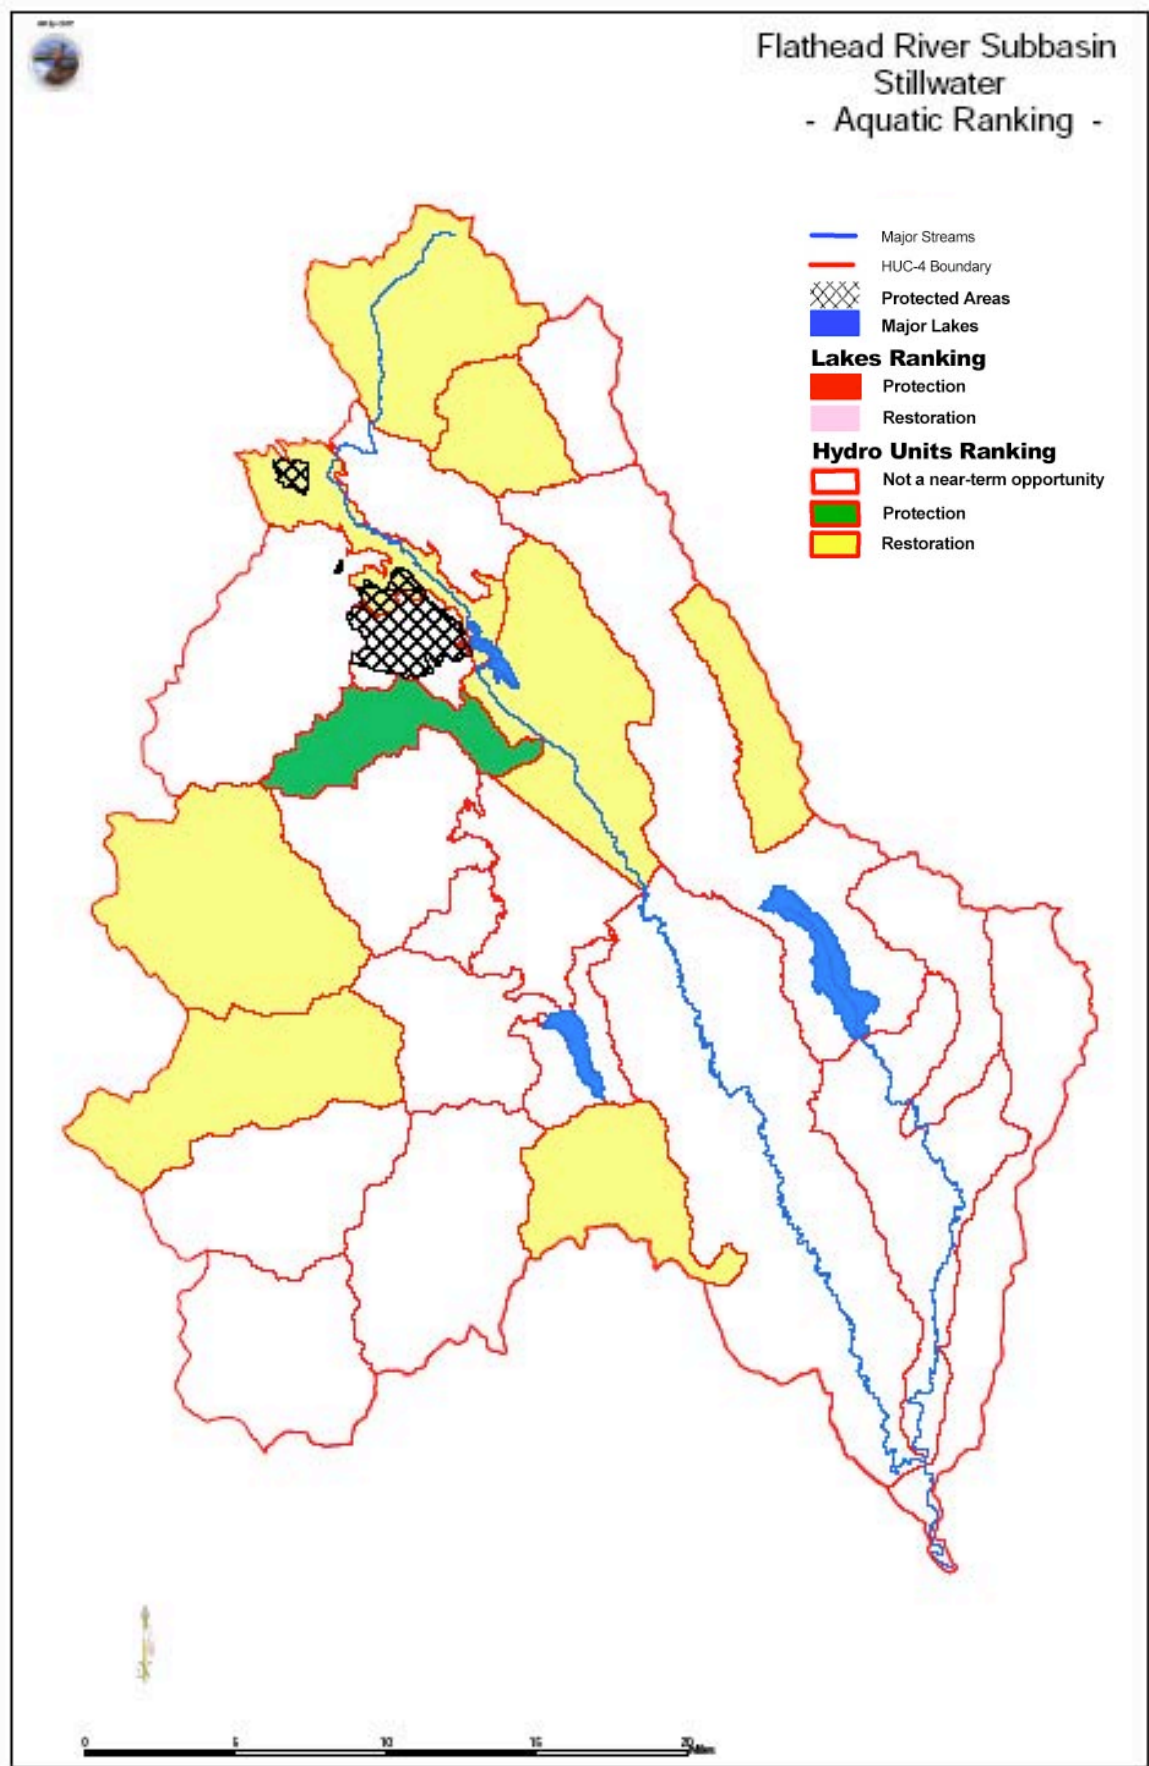 Flathead River Subbasin
Stillwater
- Aquatic Ranking -
Major Streams
HUC-4 Boundary
Protected Areas
Major Lakes
Lakes Ranking
Protection
Restoration
Hydro Units Ranking
Not a near-term opportunity
Protection
Restoration
0 5 10 15 20 Miles